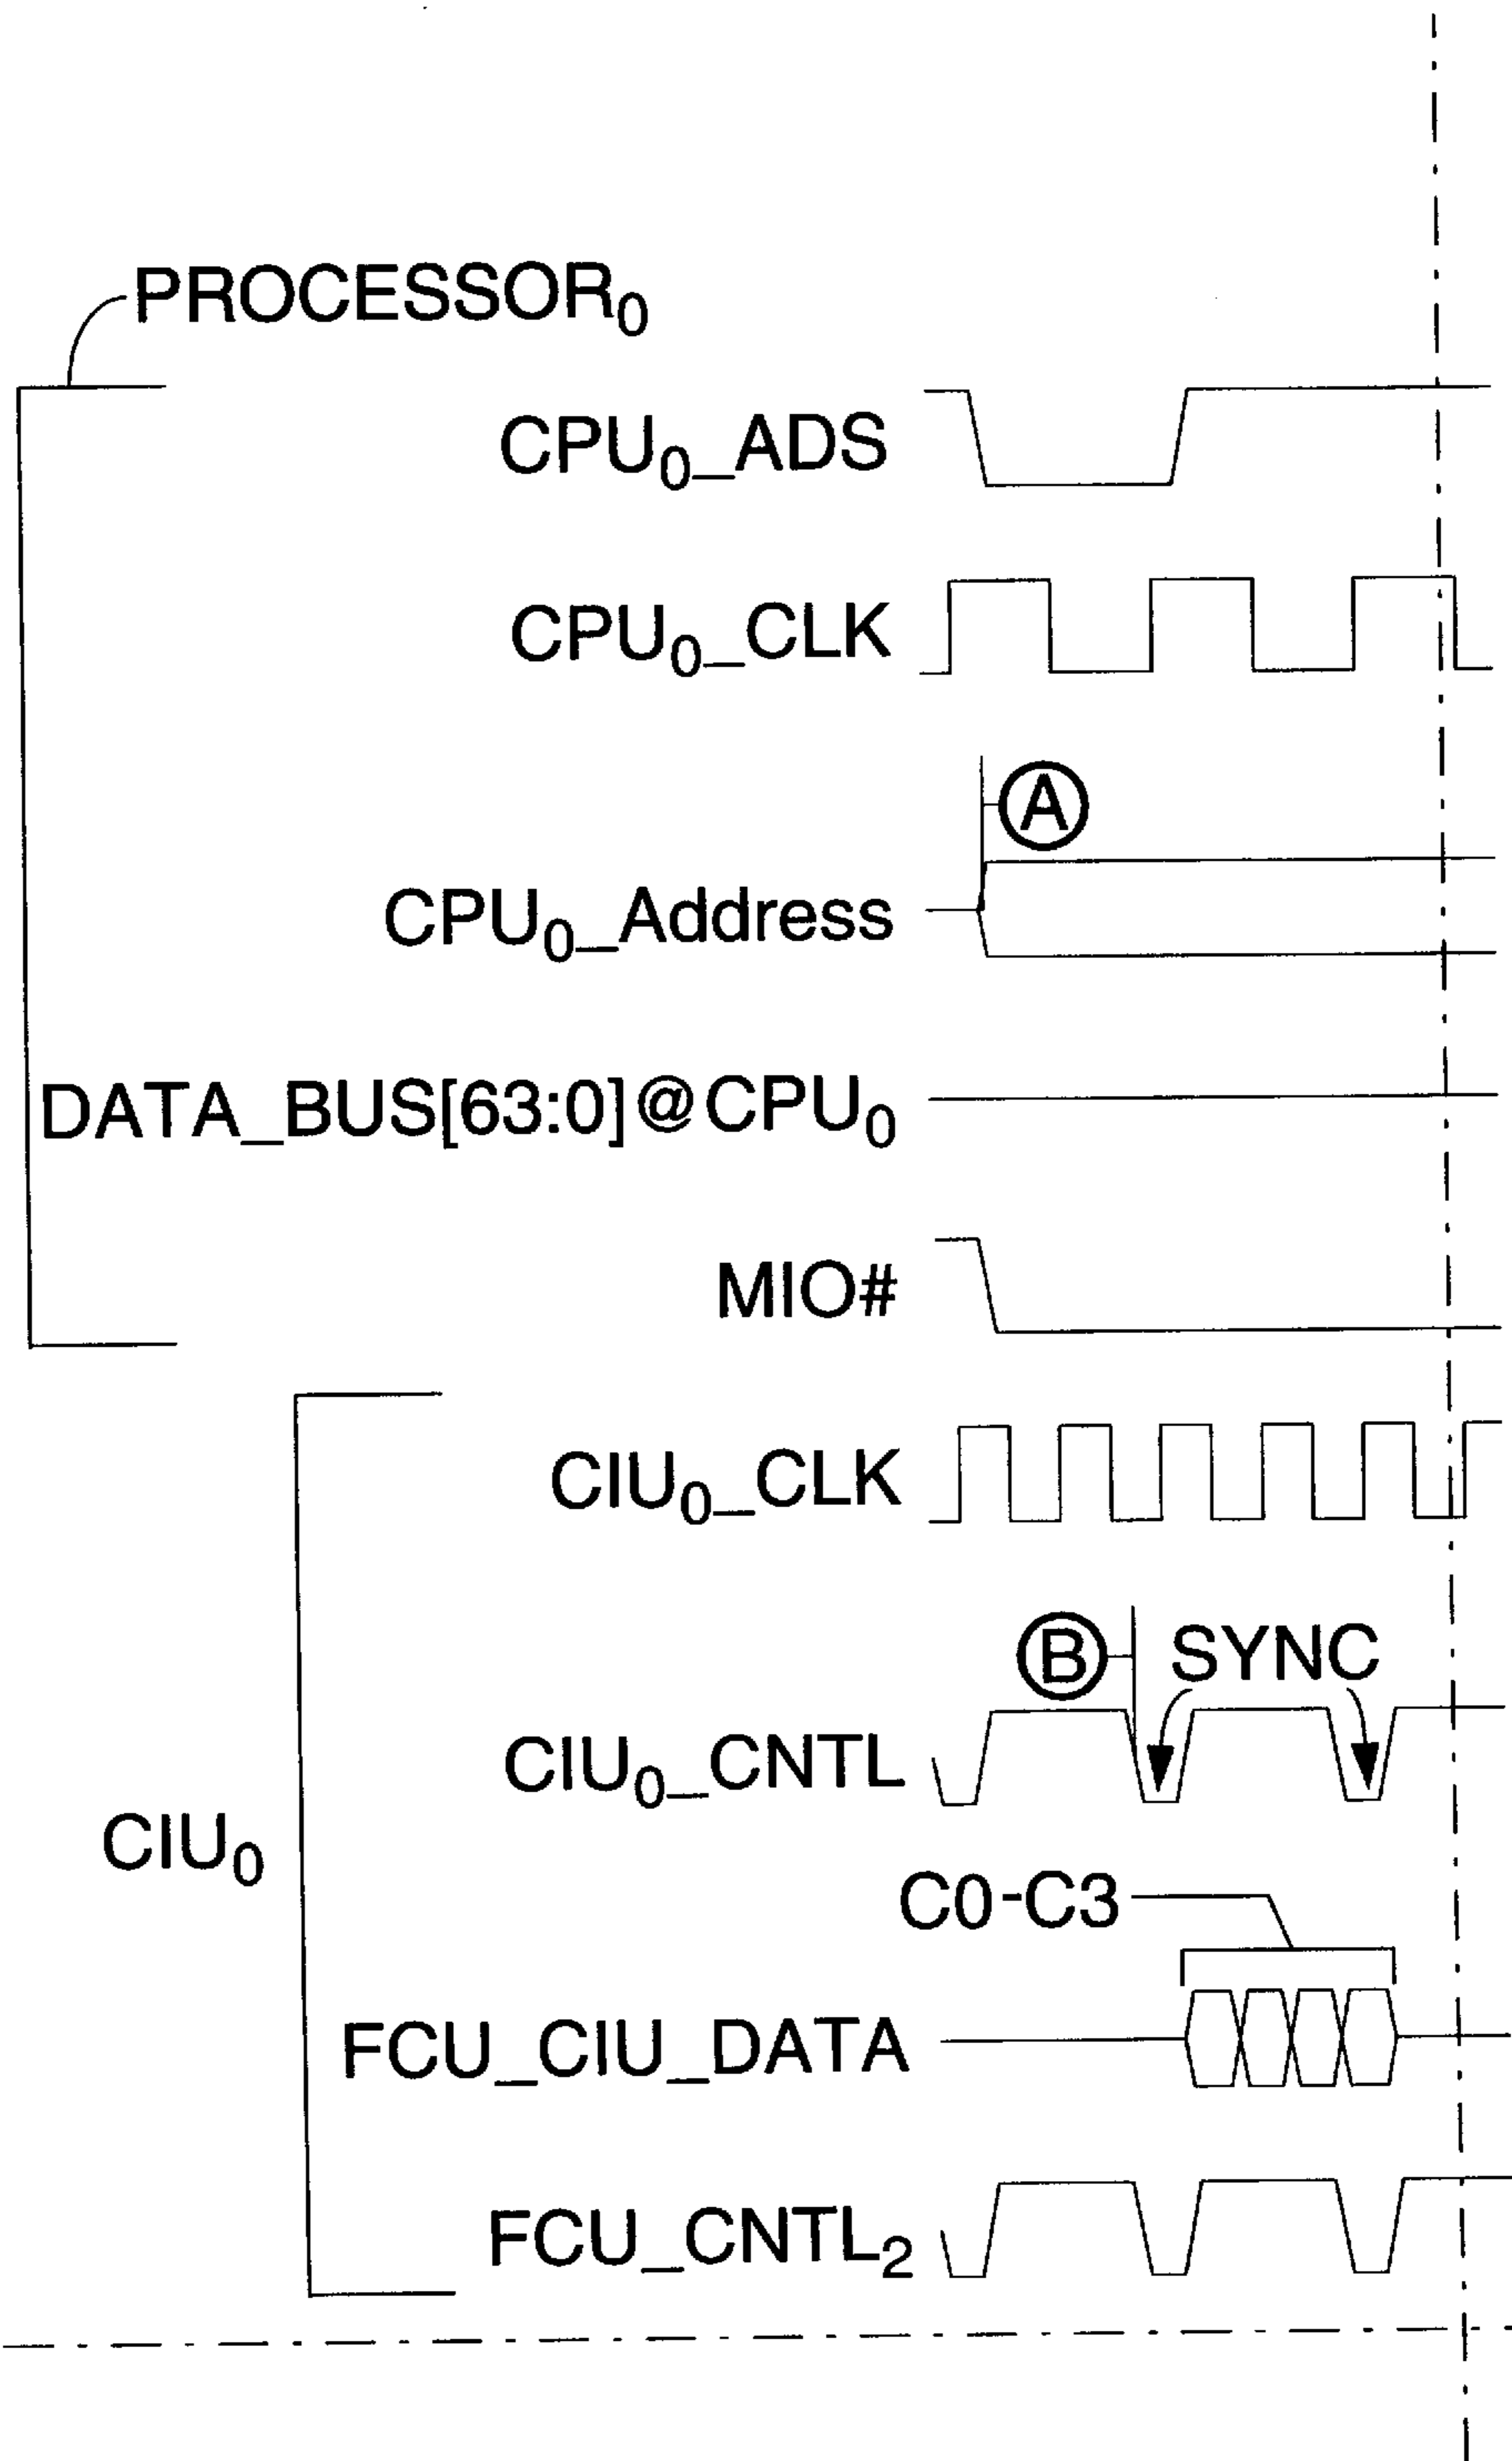 PROCESSOR₀
CPU₀_ADS
CPU₀_CLK
A
CPU₀_Address
DATA_BUS[63:0]@CPU₀
MIO#
CIU₀_CLK
B SYNC
CIU₀_CNTL
CIU₀
C0-C3
FCU_CIU_DATA
FCU_CNTL₂